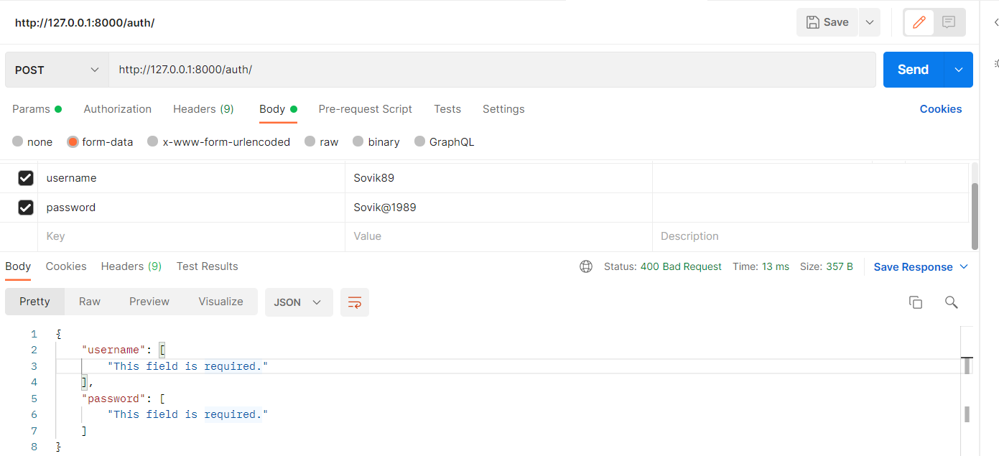 http://127.0.0.1:8000/auth/
Save
POST
http://127.0.0.1:8000/auth/
Send
Params
Authorization
Headers (9)
Body
Pre-request Script
Tests
Settings
Cookies
none
form-data
x-www-form-urlencoded
raw
binary
GraphQL
username Sovik89
password Sovik@1989
Key Value Description
Body
Cookies
Headers (9)
Test Results
Status: 400 Bad Request
Time: 13 ms
Size: 357 B
Save Response
Pretty
Raw
Preview
Visualize
JSON
1 {
2 "username": [
3 "This field is required."
4 ],
5 "password": [
6 "This field is required."
7 ]
8 }